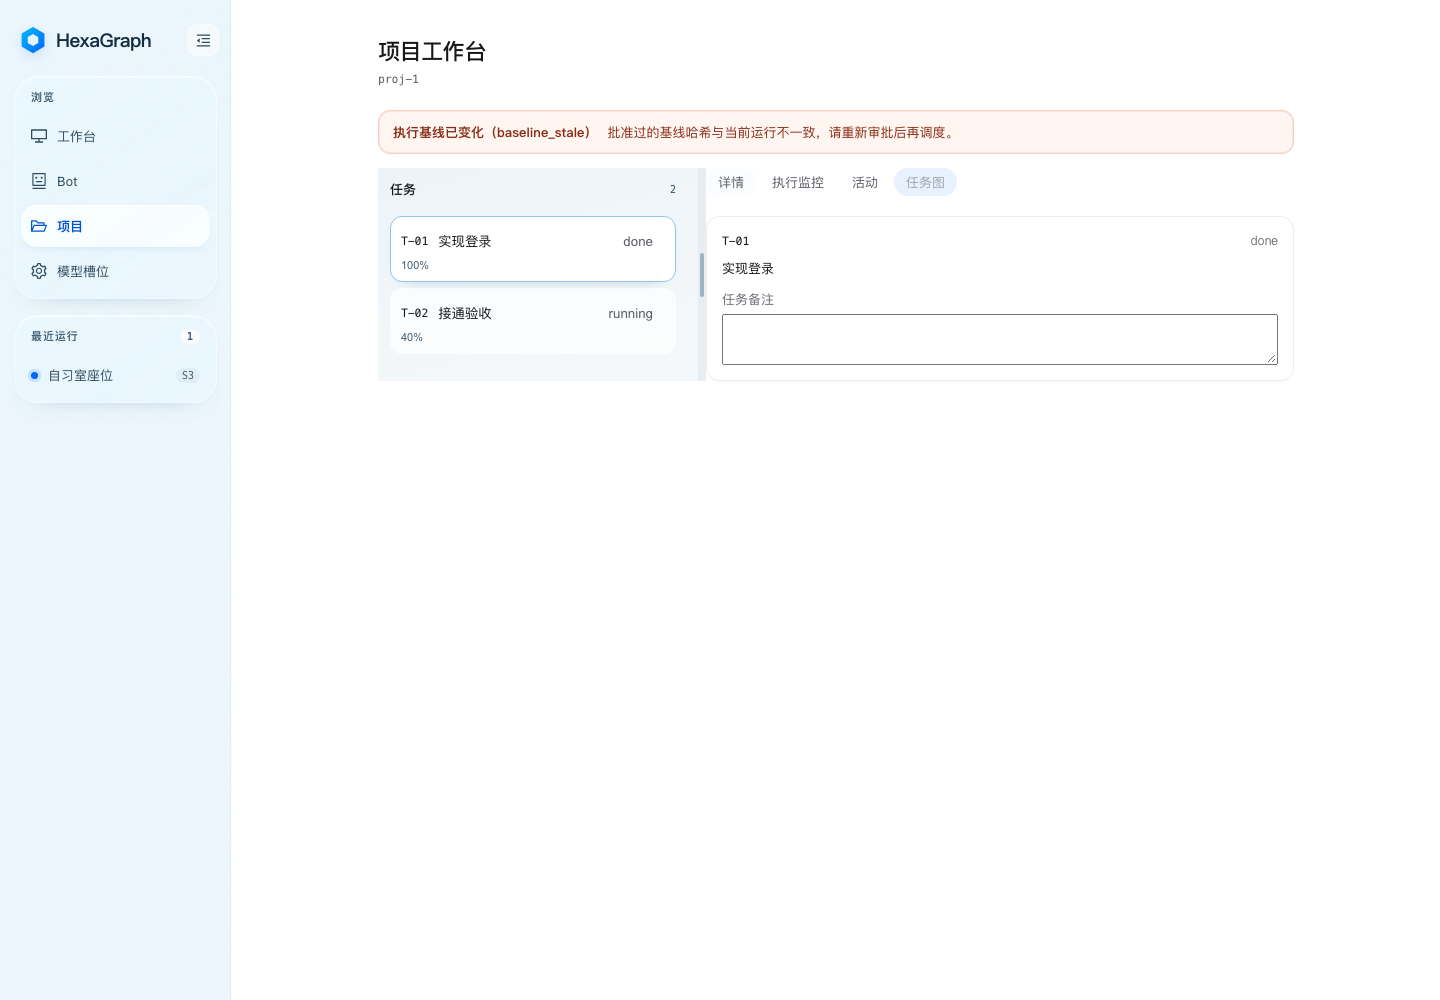 HexaGraph
浏览
工作台
Bot
项目
模型槽位
最近运行 1
自习室座位 S3
项目工作台
proj-1
执行基线已变化（baseline_stale） 批准过的基线哈希与当前运行不一致，请重新审批后再调度。
任务 2
T-01 实现登录 done
100%
T-02 接通验收 running
40%
详情 执行监控 活动 任务图
T-01 done
实现登录
任务备注